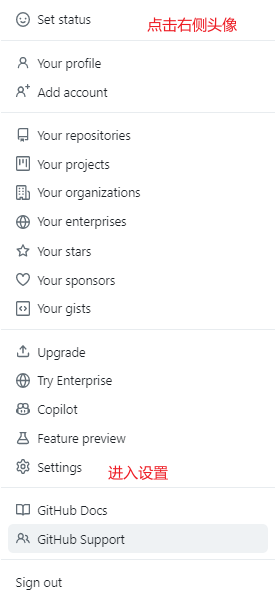 Set status
点击右侧头像
Your profile
Add account
Your repositories
Your projects
Your organizations
Your enterprises
Your stars
Your sponsors
Your gists
Upgrade
Try Enterprise
Copilot
Feature preview
Settings
进入设置
GitHub Docs
GitHub Support
Sign out